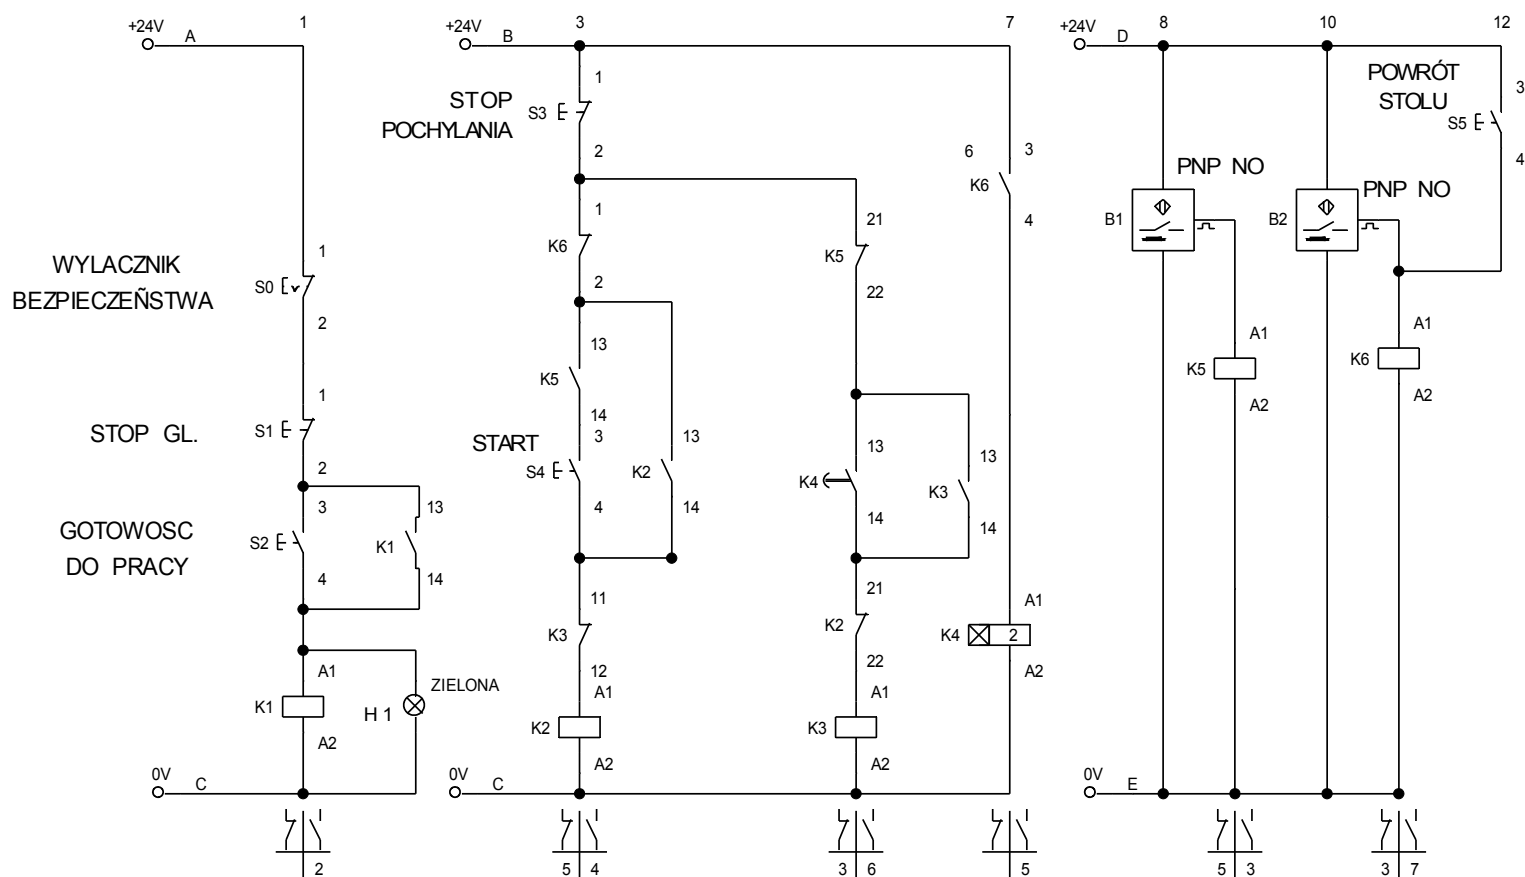 1 3 7 8 10 12
+24V A +24V B +24V D
POWRÓT
STOLU
STOP
POCHYLANIA
1
S3
2
3
S5
4
6 3
K6
4
PNP NO
PNP NO
B1
B2
1
K6
2
21
K5
22
WYLACZNIK
BEZPIECZEÑSTWA
1
S0
2
13
K5
14
A1
K5
A2
A1
K6
A2
STOP GL.
1
S1
2
START
3
S4
4
13
K2
14
13
K4
14
13
K3
14
GOTOWOSC
DO PRACY
3
S2
4
13
K1
14
11
K3
12
21
K2
22
A1
K4 2
A2
A1
K1
A2
H 1
ZIELONA
A1
K2
A2
A1
K3
A2
0V C 0V C 0V E
2 5 4 3 6 5 5 3 3 7